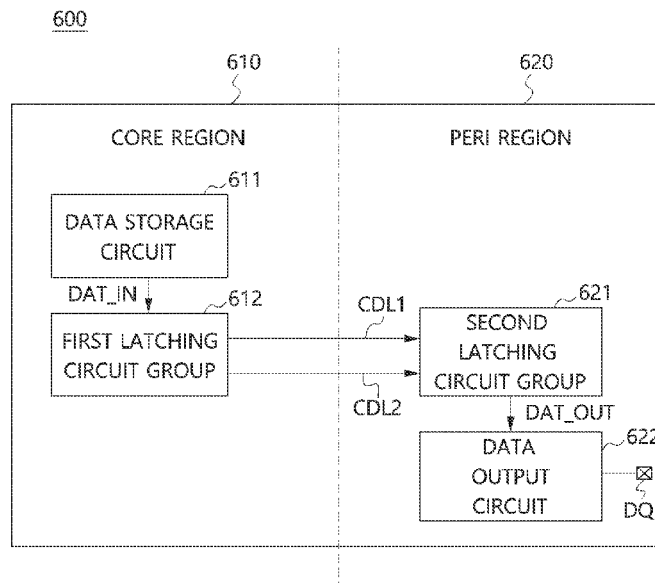 600
610
620
CORE REGION
PERI REGION
611
DATA STORAGE
CIRCUIT
DAT_IN
612
FIRST LATCHING
CIRCUIT GROUP
CDL1
CDL2
621
SECOND
LATCHING
CIRCUIT GROUP
DAT_OUT
622
DATA
OUTPUT
CIRCUIT
DQ